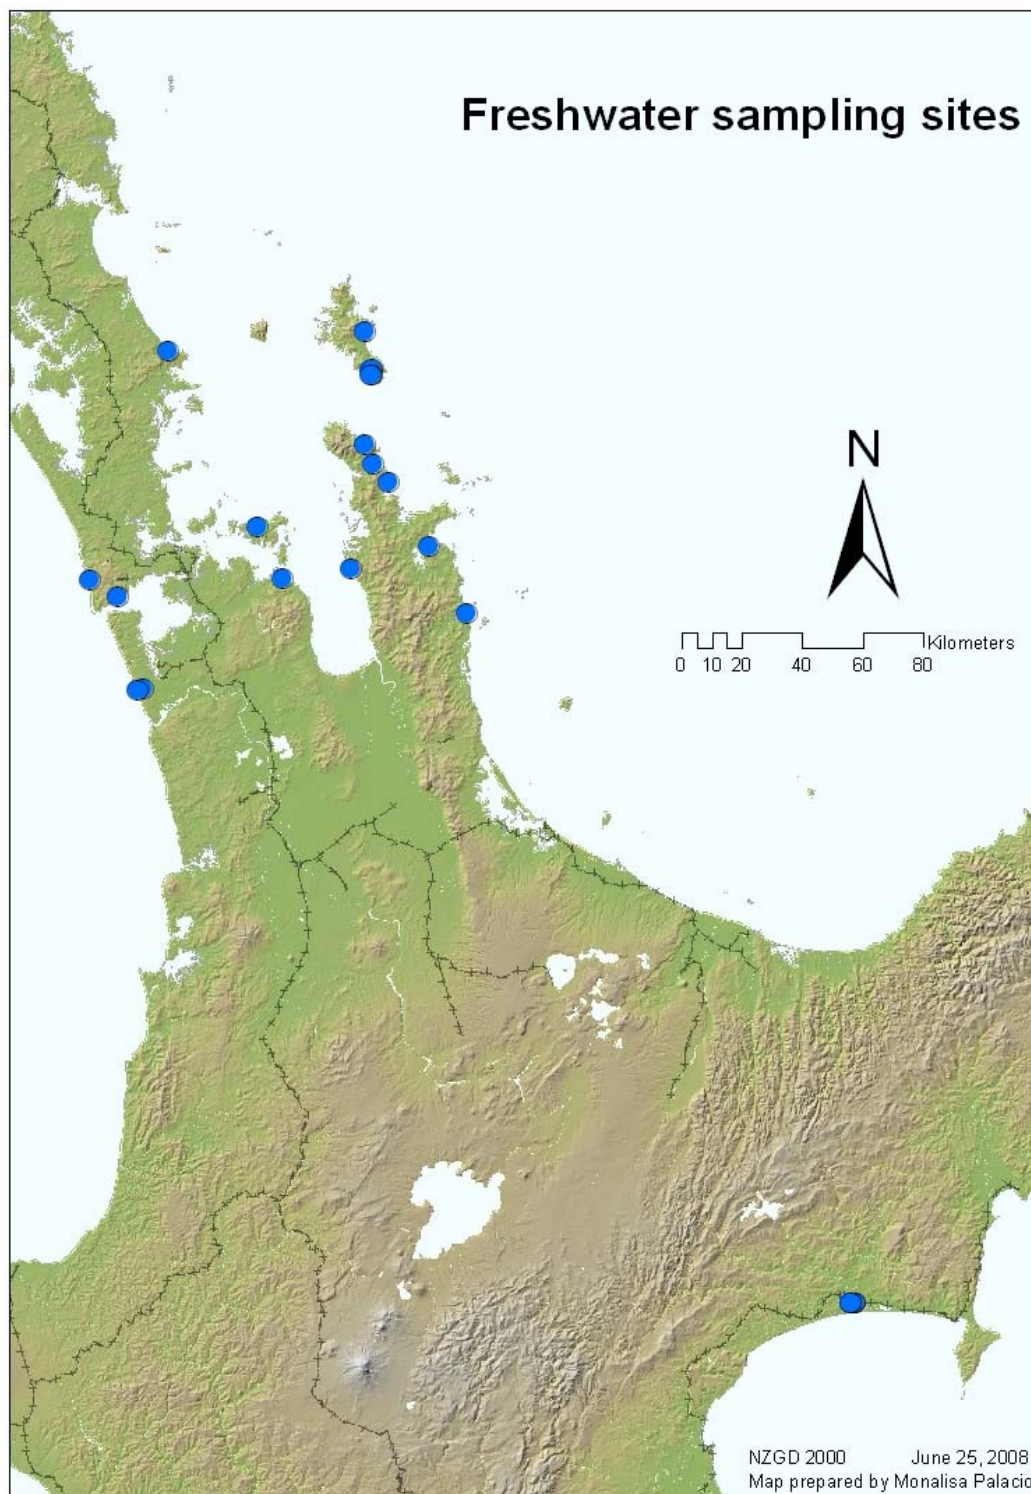 Freshwater sampling sites
N
Kilometers
0 10 20 40 60 80
NZGD 2000 June 25, 2008
Map prepared by Monalisa Palacio